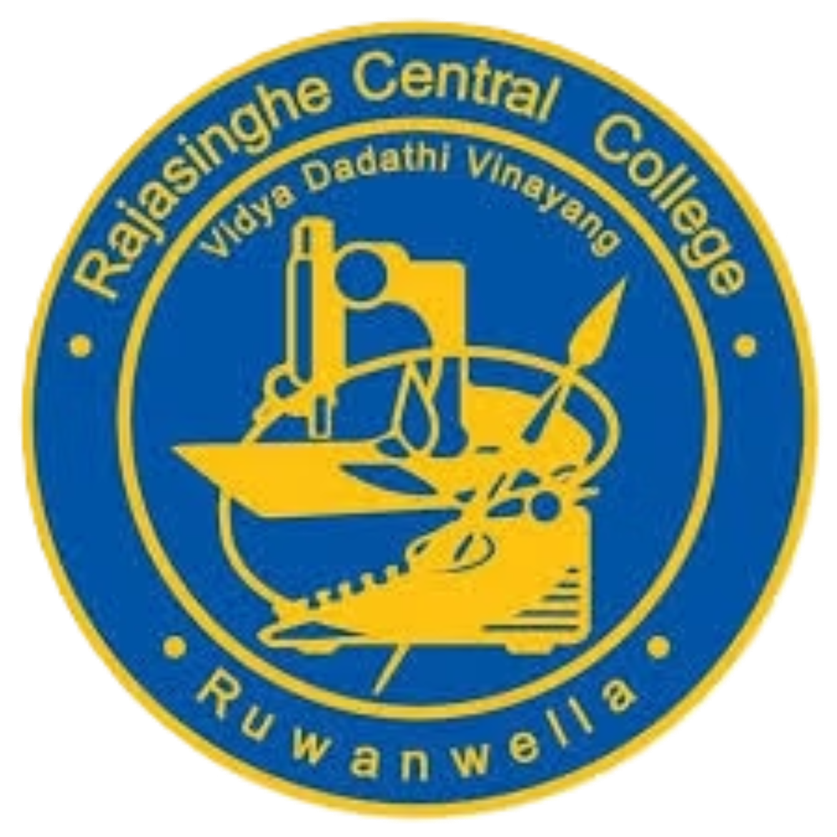 Rajasinghe Central College
Vidya Dadathi Vinayang
Ruwanwella